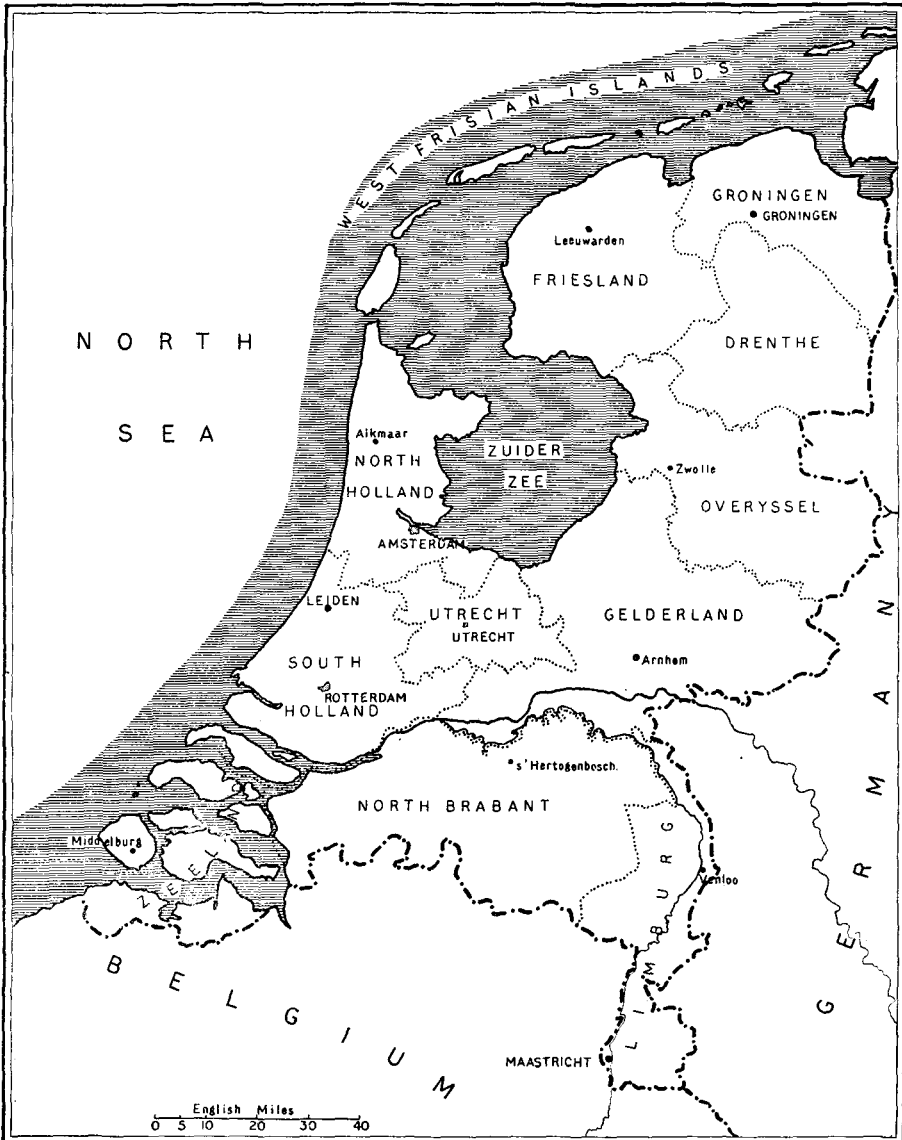 WEST FRISIAN ISLANDS
GRONINGEN
GRONINGEN
Leeuwarden
FRIESLAND
NORTH
SEA
DRENTHE
Aikmaar
NORTH
HOLLAND
ZUIDER
ZEE
Zwolle
OVERYSSEL
AMSTERDAM
LEIDEN
UTRECHT
UTRECHT
GELDERLAND
Arnhem
SOUTH
ROTTERDAM
HOLLAND
s'Hertogenbosch.
NORTH BRABANT
Middelburg
ZEEL
Venloo
LIMBURG
GERMANY
BELGIUM
MAASTRICHT
English Miles
0 5 10 20 30 40